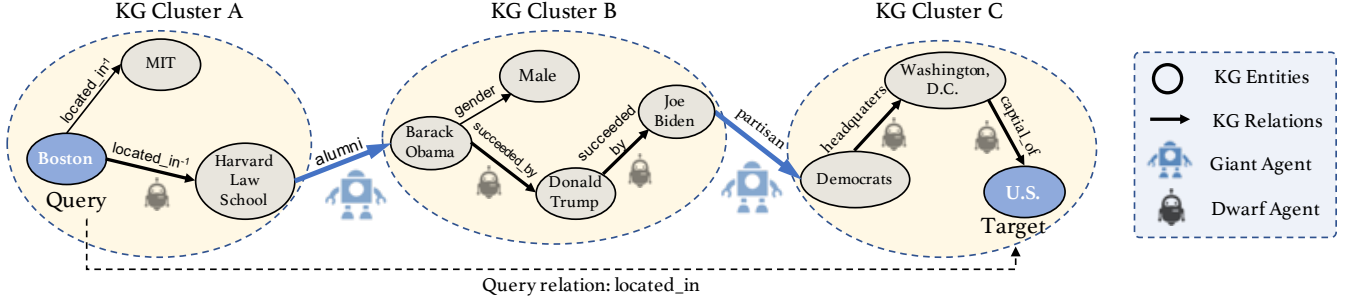 KG Cluster A
KG Cluster B
KG Cluster C
located_in⁻¹
MIT
Boston
located_in⁻¹
Harvard
Law
School
Query
alumni
gender
Male
Barack
Obama
succeeded_by
Donald
Trump
succeeded
by
Joe
Biden
partisan
Democrats
headquaters
Washington,
D.C.
captial_of
U.S.
Target
Query relation: located_in
KG Entities
KG Relations
Giant Agent
Dwarf Agent